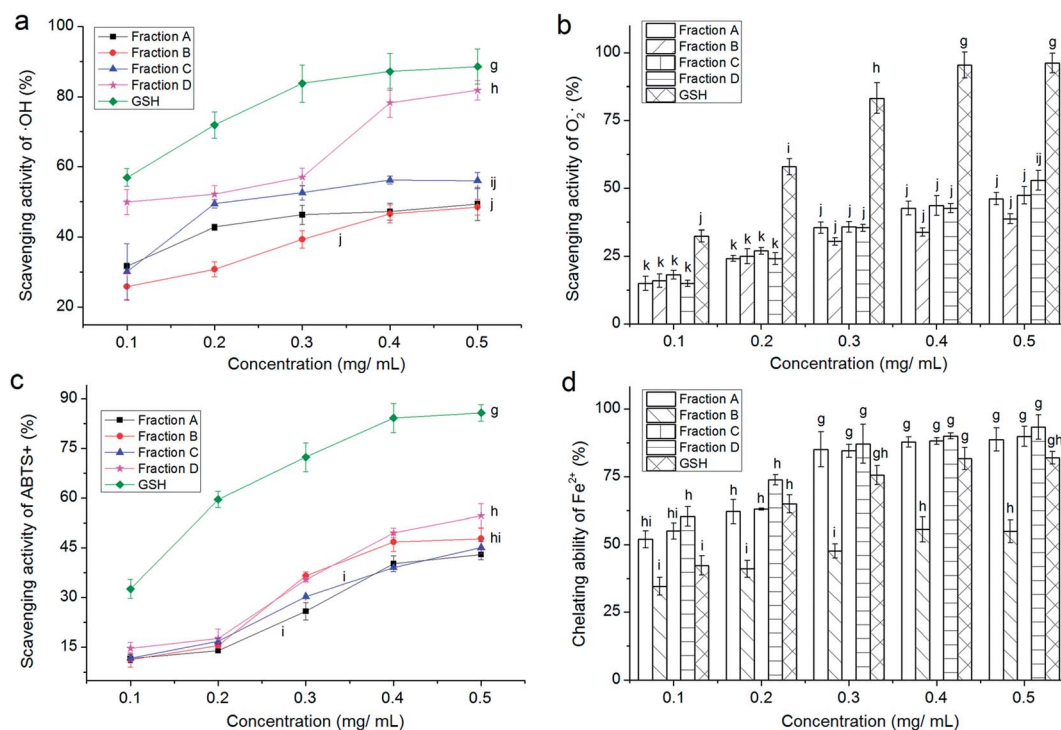 a
Scavenging activity of ·OH (%)
100
80
60
40
20
Fraction A
Fraction B
Fraction C
Fraction D
GSH
g
h
ij
j
j
0.1 0.2 0.3 0.4 0.5
Concentration (mg/ mL)
b
Scavenging activity of O2-· (%)
100
75
50
25
0
Fraction A
Fraction B
Fraction C
Fraction D
GSH
k k k k j
k k k k i
j j j j h
j j j j g
j j j ij g
0.1 0.2 0.3 0.4 0.5
Concentration (mg/ mL)
c
Scavenging activity of ABTS+ (%)
90
75
60
45
30
15
Fraction A
Fraction B
Fraction C
Fraction D
GSH
g
h
hi
i
i
0.1 0.2 0.3 0.4 0.5
Concentration (mg/ mL)
d
Chelating ability of Fe2+ (%)
100
75
50
25
0
Fraction A
Fraction B
Fraction C
Fraction D
GSH
hi i hi h i
h i h h h
g h g g gh
g h g g g
g h g g gh
0.1 0.2 0.3 0.4 0.5
Concentration (mg/ mL)